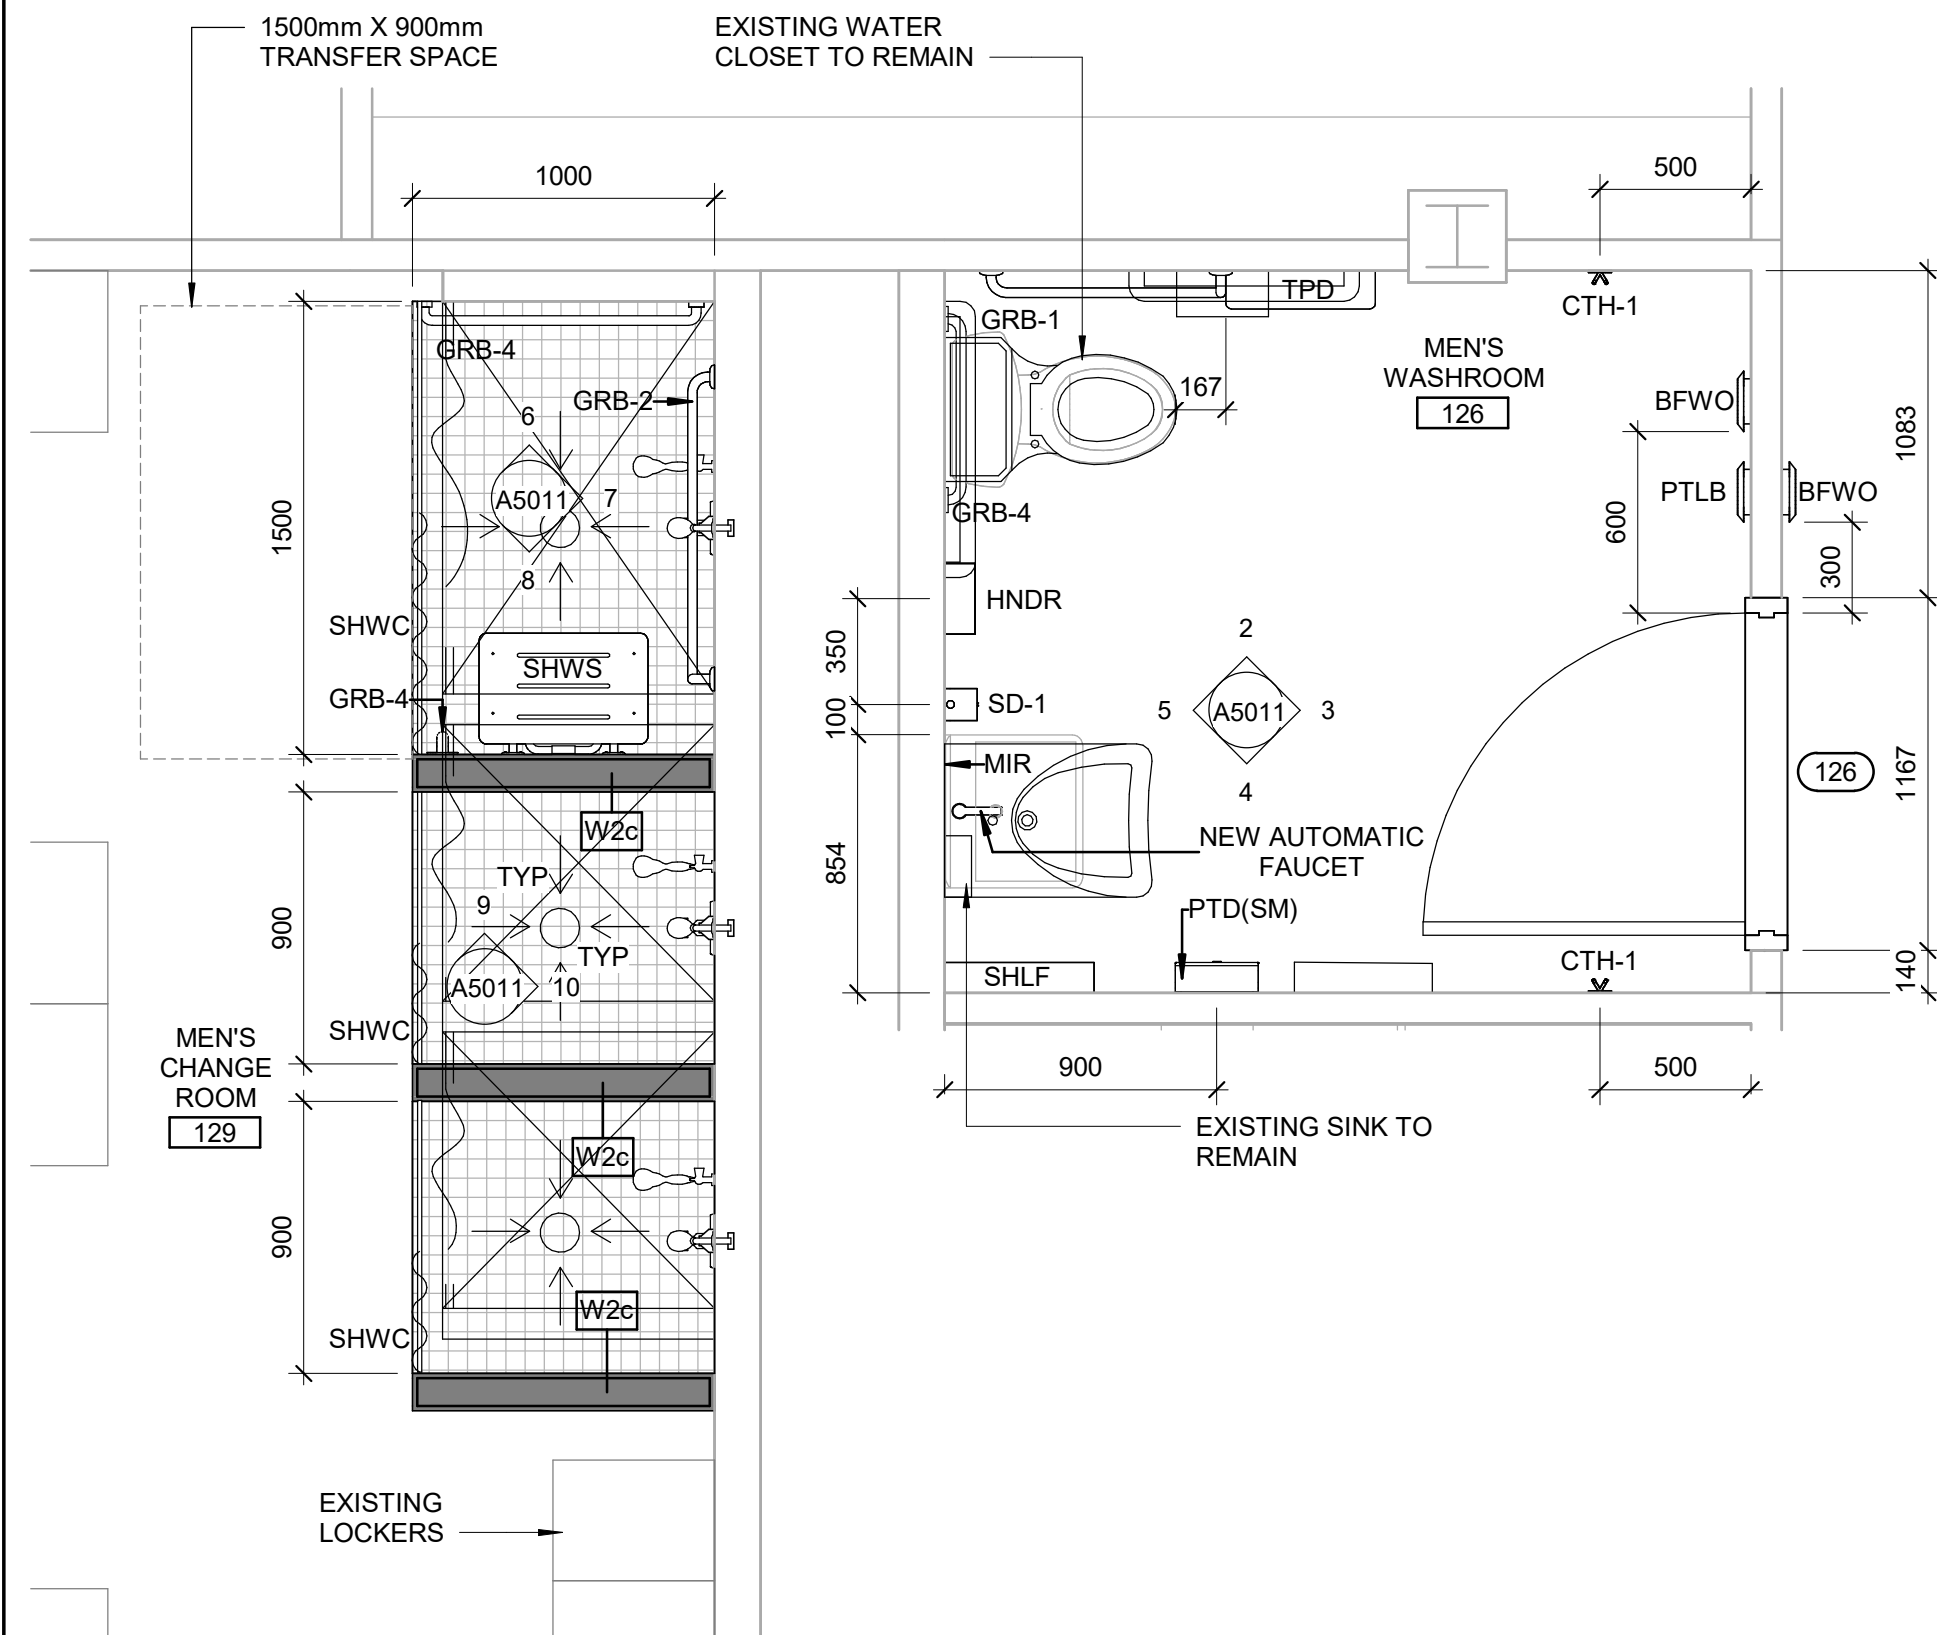 1500mm X 900mm
TRANSFER SPACE
EXISTING WATER
CLOSET TO REMAIN
1000
500
TPD
CTH-1
GRB-1
GRB-4
MEN'S
WASHROOM
126
GRB-2
167
BFWO
1083
6
A5011
7
8
1500
GRB-4
PTLB
BFWO
600
300
SHWC
HNDR
350
SHWS
2
GRB-4
SD-1
5
A5011
3
100
MIR
4
126
1167
W2c
NEW AUTOMATIC
FAUCET
854
TYP
9
900
PTD(SM)
TYP
A5011
10
SHLF
CTH-1
140
SHWC
MEN'S
CHANGE
ROOM
129
900
500
EXISTING SINK TO
REMAIN
W2c
900
W2c
SHWC
EXISTING
LOCKERS